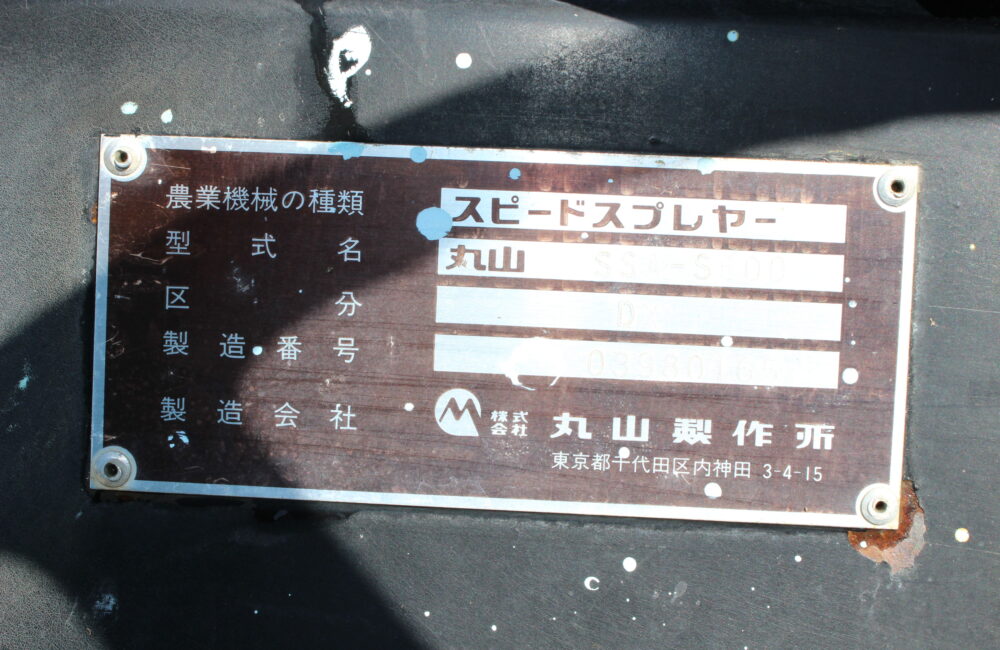 農業機械の種類 スピードスプレヤー
型式名 丸山
区分
製造番号
製造会社 株式会社 丸山製作所
東京都千代田区内神田 3-4-15